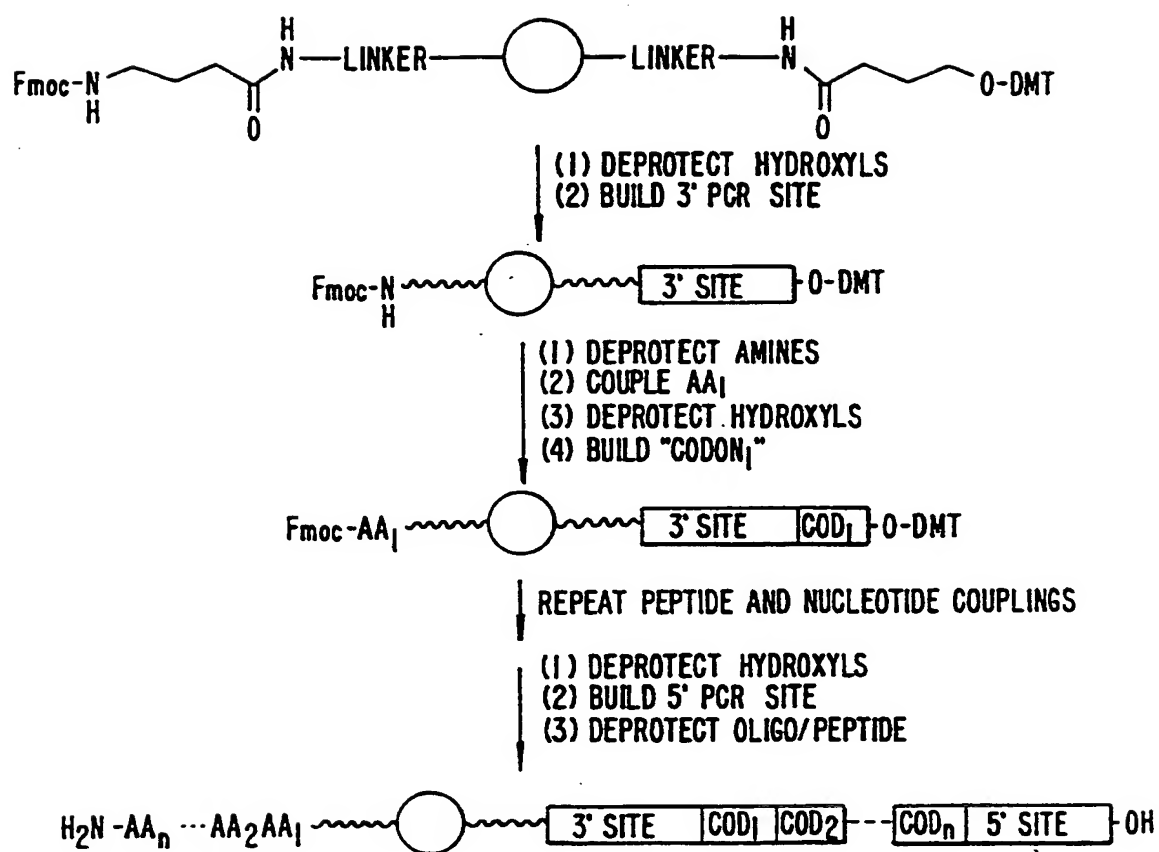 Fmoc-N H N H O LINKER LINKER N H O O-DMT
(1) DEPROTECT HYDROXYLS
(2) BUILD 3' PCR SITE
Fmoc-N H 3' SITE O-DMT
(1) DEPROTECT AMINES
(2) COUPLE AA1
(3) DEPROTECT HYDROXYLS
(4) BUILD "CODON1"
Fmoc-AA1 3' SITE COD1 O-DMT
REPEAT PEPTIDE AND NUCLEOTIDE COUPLINGS
(1) DEPROTECT HYDROXYLS
(2) BUILD 5' PCR SITE
(3) DEPROTECT OLIGO/PEPTIDE
H2N-AAn ···AA2AA1 3' SITE COD1 COD2 --- CODn 5' SITE OH